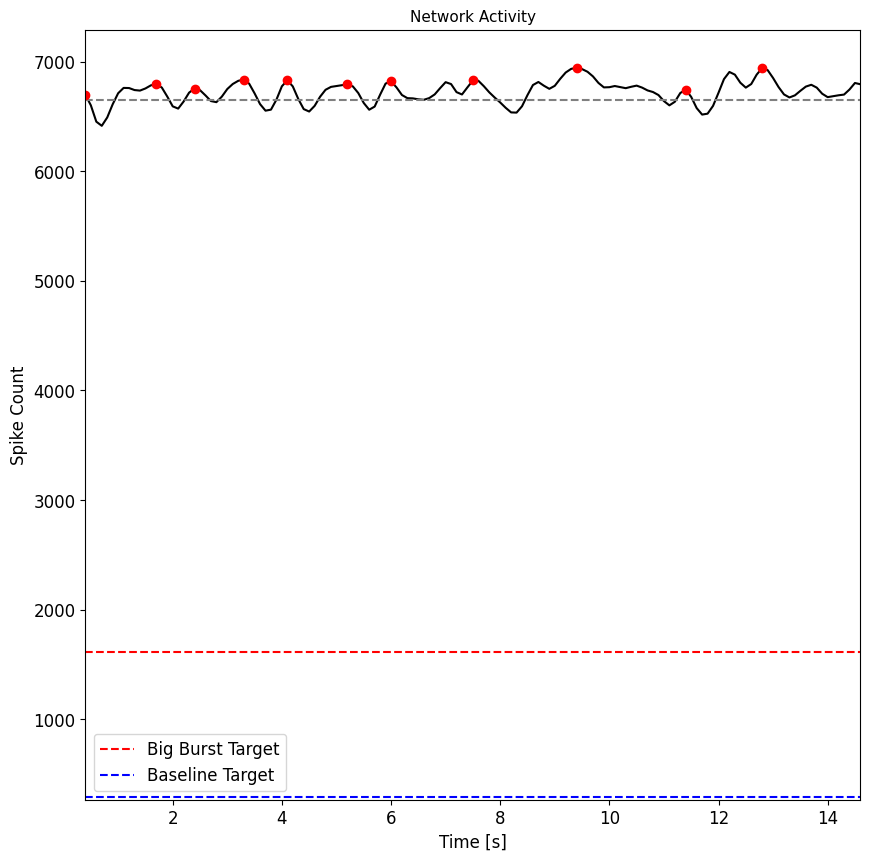 Network Activity
Spike Count
7000
6000
5000
4000
3000
2000
1000
Big Burst Target
Baseline Target
2 4 6 8 10 12 14
Time [s]